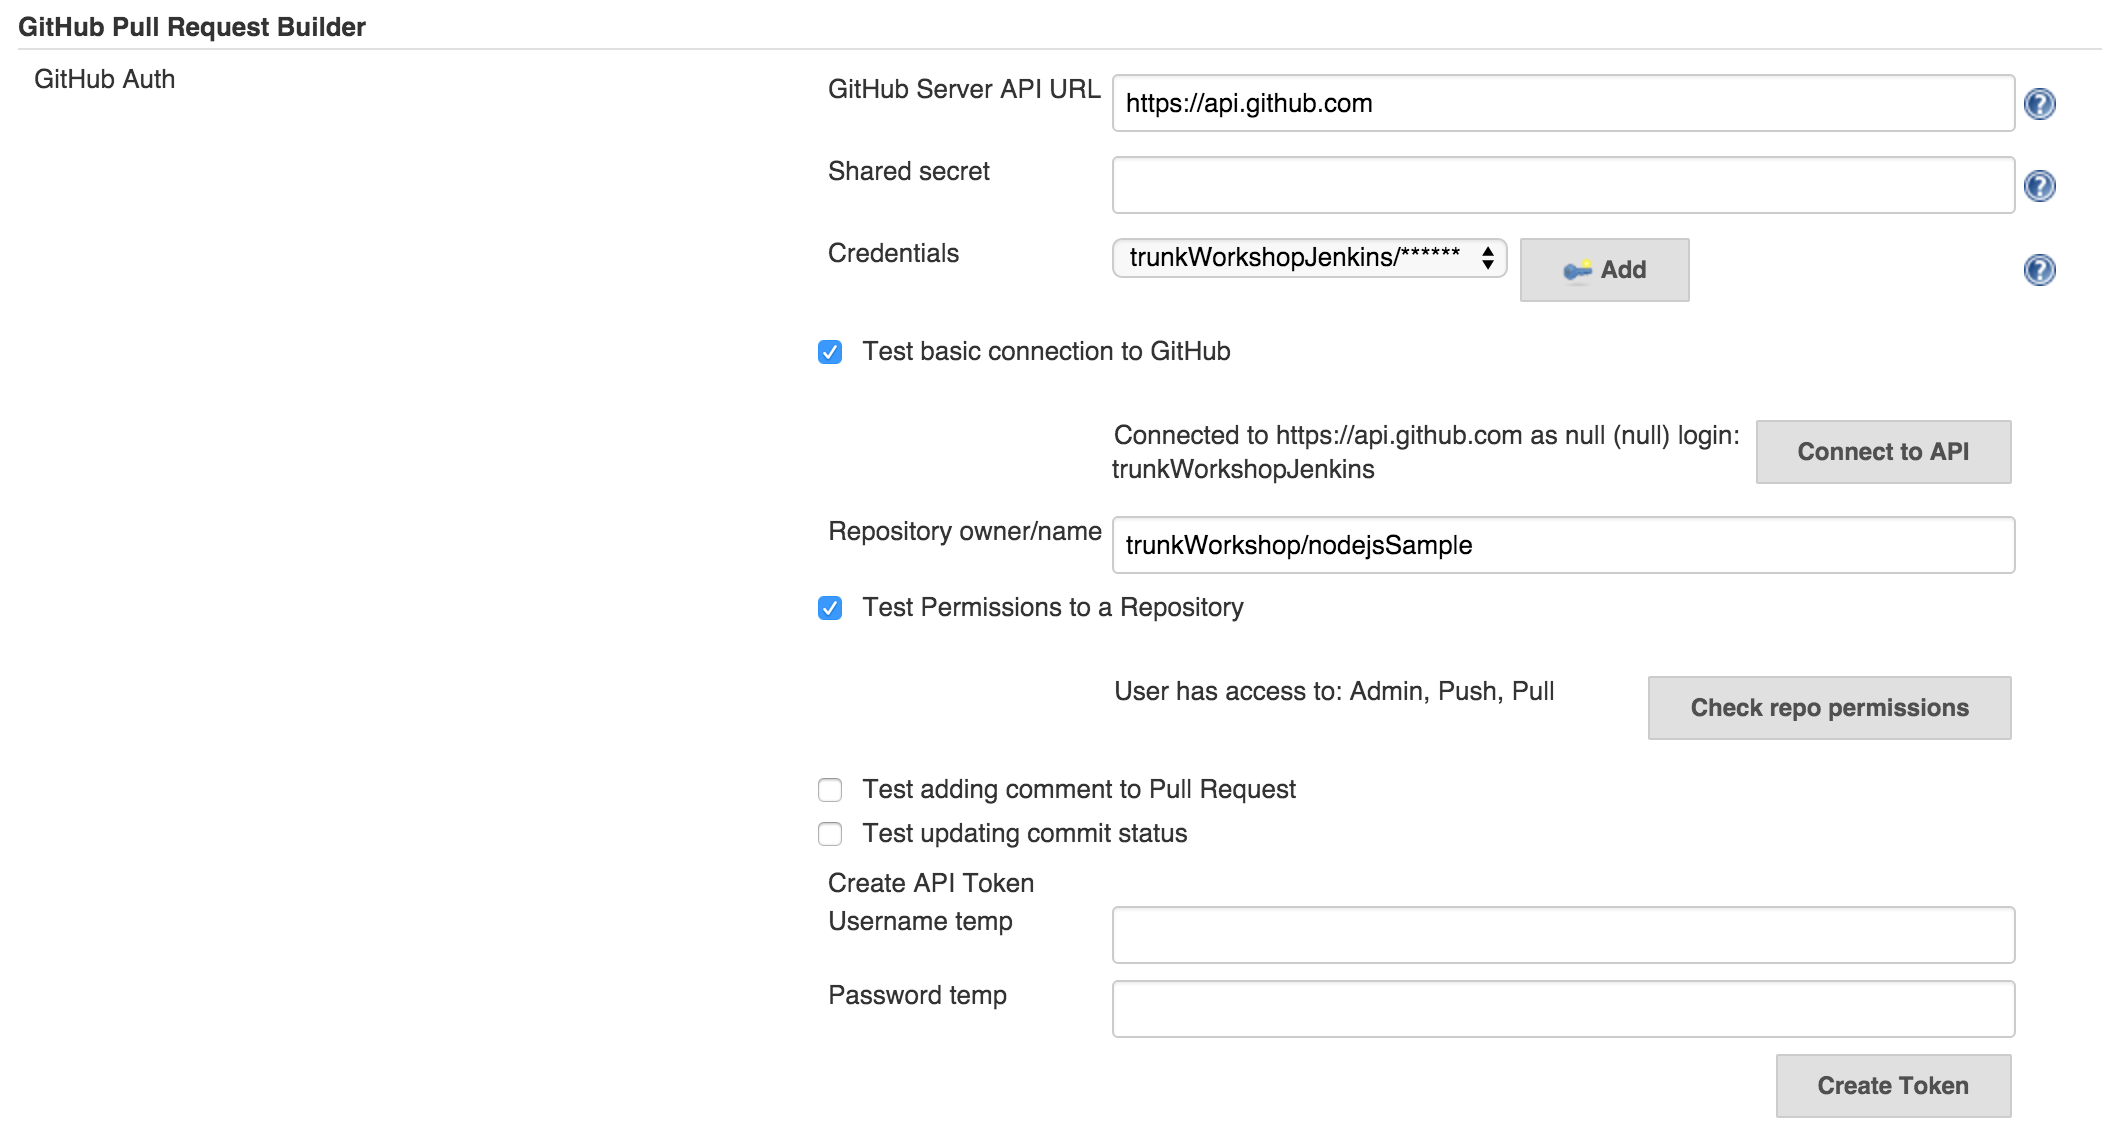 GitHub Pull Request Builder
GitHub Auth
GitHub Server API URL
https://api.github.com
Shared secret
Credentials
trunkWorkshopJenkins/******
Add
Test basic connection to GitHub
Connected to https://api.github.com as null (null) login:
trunkWorkshopJenkins
Connect to API
Repository owner/name
trunkWorkshop/nodejsSample
Test Permissions to a Repository
User has access to: Admin, Push, Pull
Check repo permissions
Test adding comment to Pull Request
Test updating commit status
Create API Token
Username temp
Password temp
Create Token